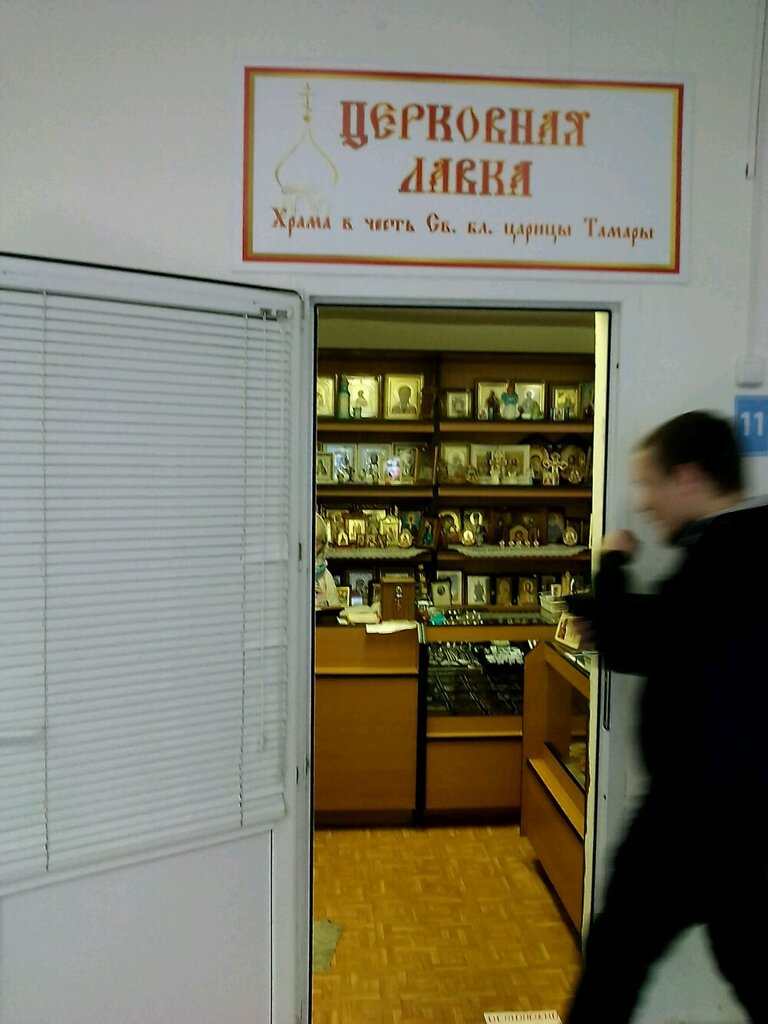 ЦЕРКОВНАЯ
ЛАВКА
Храма в честь Св. бл. царицы Тамары
11